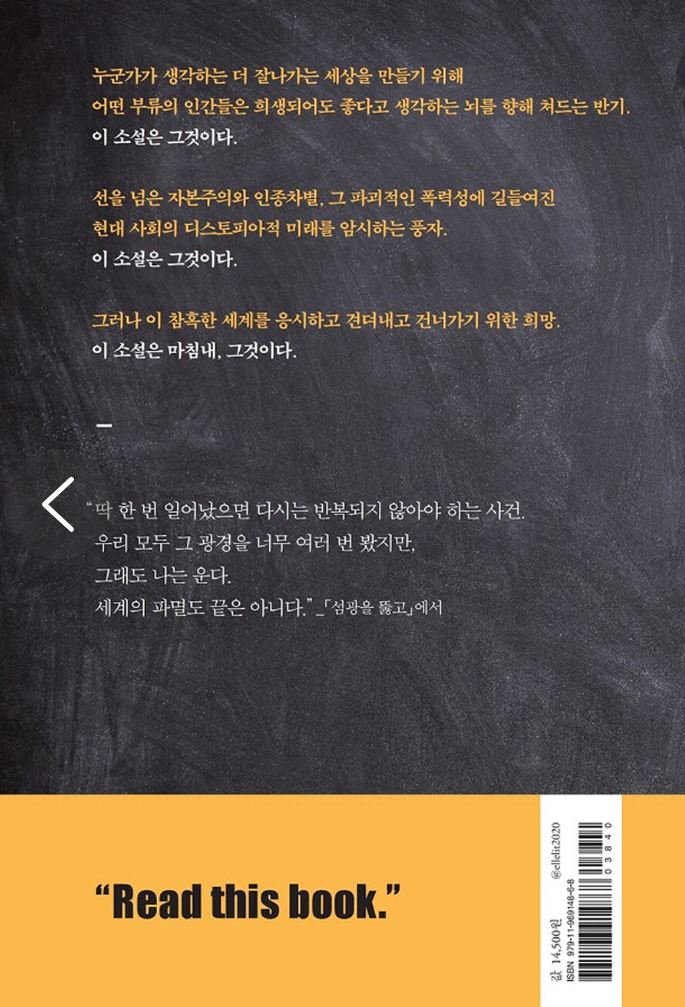 누군가가 생각하는 더 잘나가는 세상을 만들기 위해
어떤 부류의 인간들은 희생되어도 좋다고 생각하는 뇌를 향해 쳐드는 반기.
이 소설은 그것이다.
선을 넘은 자본주의와 인종차별, 그 파괴적인 폭력성에 길들여진
현대 사회의 디스토피아적 미래를 암시하는 풍자.
이 소설은 그것이다.
그러나 이 참혹한 세계를 응시하고 견뎌내고 건너가기 위한 희망.
이 소설은 마침내, 그것이다.
“딱 한 번 일어났으면 다시는 반복되지 않아야 하는 사건.
우리 모두 그 광경을 너무 여러 번 봤지만,
그래도 나는 운다.
세계의 파멸도 끝은 아니다.” _「섬광을 뚫고」에서
“Read this book.”
@ellelit2020
03840
값 14,500원
ISBN 979-11-969148-6-8